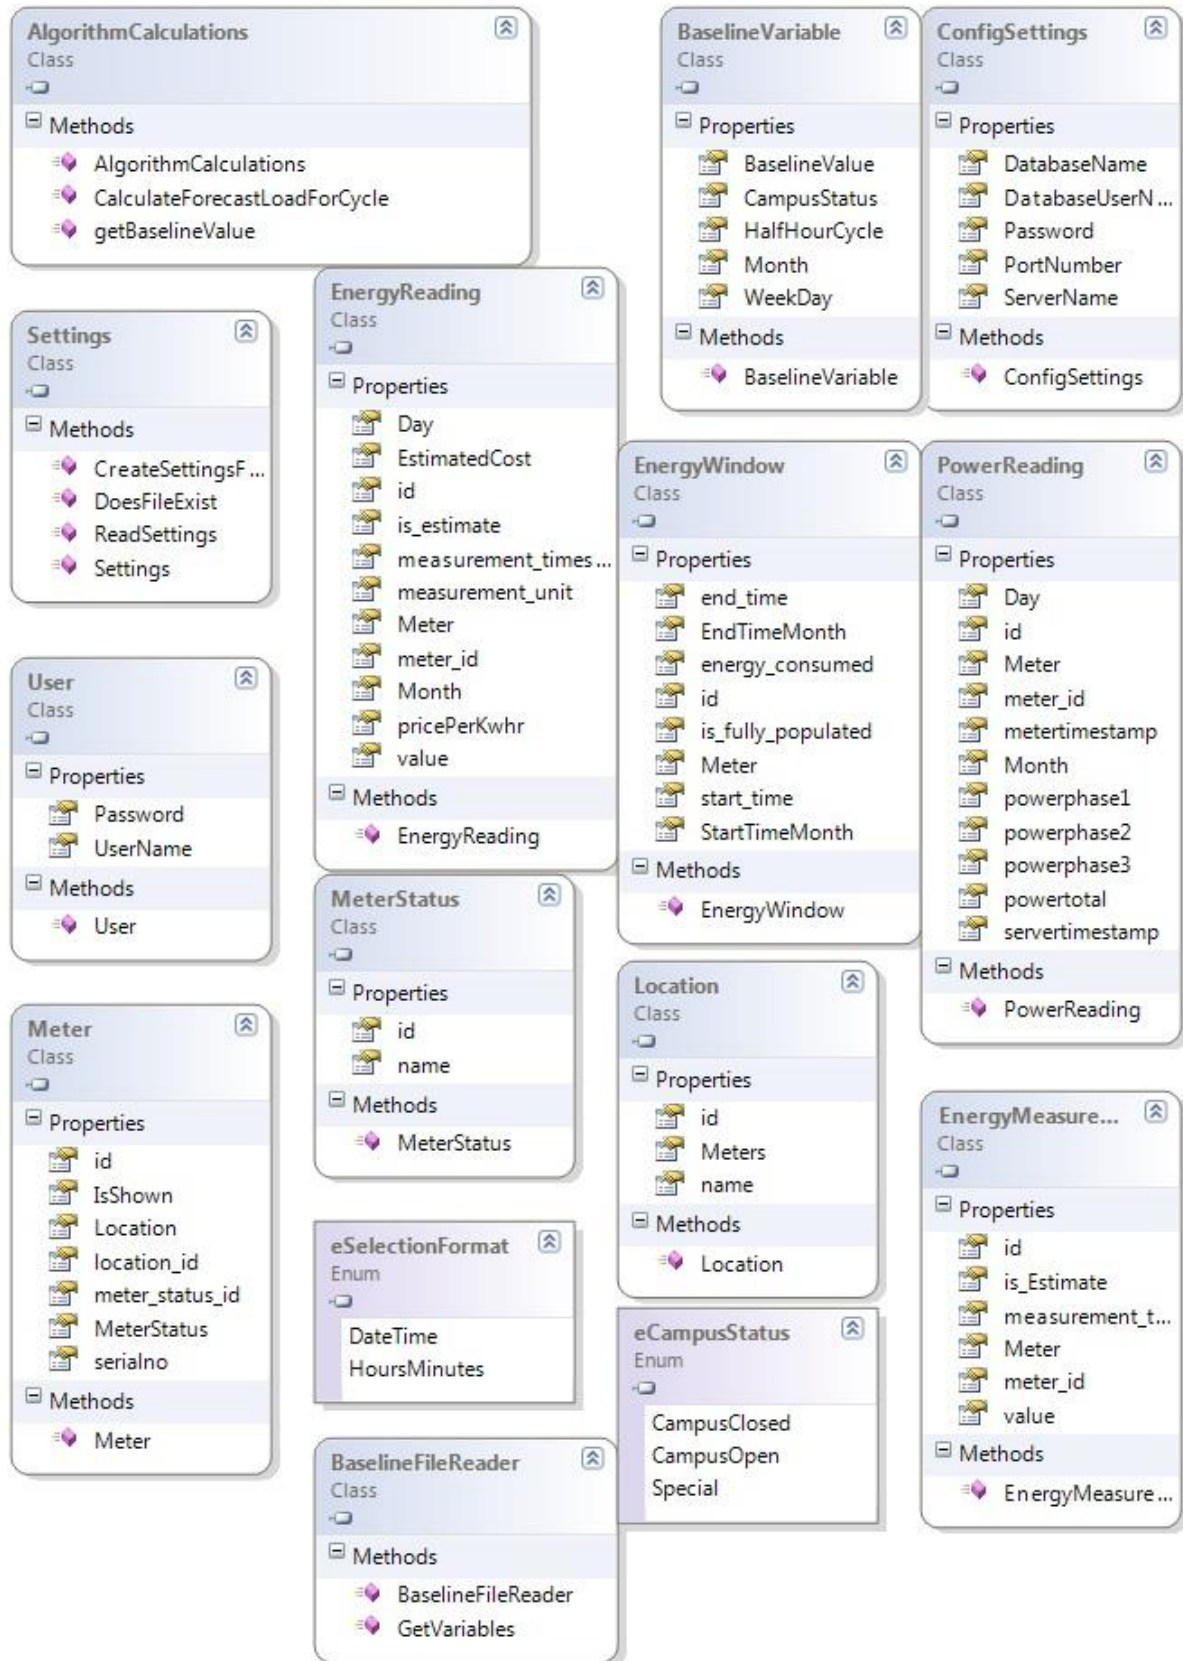 AlgorithmCalculations
Class
Methods
AlgorithmCalculations
CalculateForecastLoadForCycle
getBaselineValue
BaselineVariable
Class
Properties
BaselineValue
CampusStatus
HalfHourCycle
Month
WeekDay
Methods
BaselineVariable
ConfigSettings
Class
Properties
DatabaseName
DatabaseUserN...
Password
PortNumber
ServerName
Methods
ConfigSettings
Settings
Class
Methods
CreateSettingsF...
DoesFileExist
ReadSettings
Settings
EnergyReading
Class
Properties
Day
EstimatedCost
id
is_estimate
measurement_times...
measurement_unit
Meter
meter_id
Month
pricePerKwhr
value
Methods
EnergyReading
EnergyWindow
Class
Properties
end_time
EndTimeMonth
energy_consumed
id
is_fully_populated
Meter
start_time
StartTimeMonth
Methods
EnergyWindow
PowerReading
Class
Properties
Day
id
Meter
meter_id
metertimestamp
Month
powerphase1
powerphase2
powerphase3
powertotal
servertimestamp
Methods
PowerReading
User
Class
Properties
Password
UserName
Methods
User
MeterStatus
Class
Properties
id
name
Methods
MeterStatus
Location
Class
Properties
id
Meters
name
Methods
Location
Meter
Class
Properties
id
IsShown
Location
location_id
meter_status_id
MeterStatus
serialno
Methods
Meter
eSelectionFormat
Enum
DateTime
HoursMinutes
eCampusStatus
Enum
CampusClosed
CampusOpen
Special
EnergyMeasure...
Class
Properties
id
is_Estimate
measurement_t...
Meter
meter_id
value
Methods
EnergyMeasure...
BaselineFileReader
Class
Methods
BaselineFileReader
GetVariables